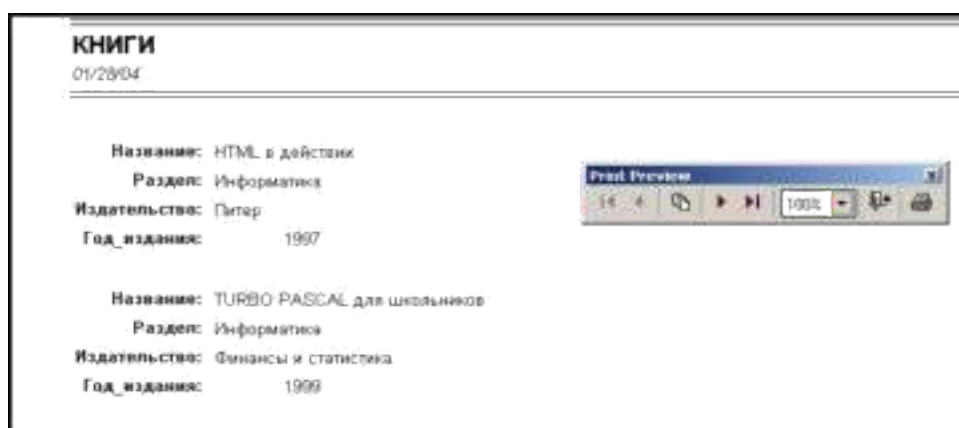 КНИГИ
01/28/04
Название: HTML в действии
Раздел: Информатика
Издательство: Питер
Год_издания: 1997
Print Preview
100%
Название: TURBO PASCAL для школьников
Раздел: Информатика
Издательство: Финансы и статистика
Год_издания: 1999